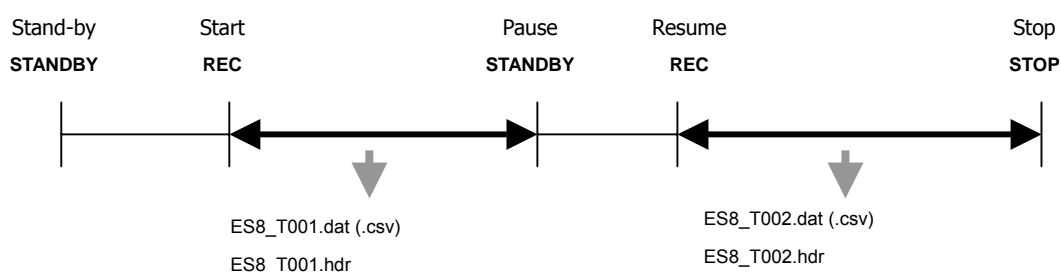 Stand-by Start Pause Resume Stop
STANDBY REC STANDBY REC STOP
ES8_T001.dat (.csv) ES8_T002.dat (.csv)
ES8_T001.hdr ES8_T002.hdr